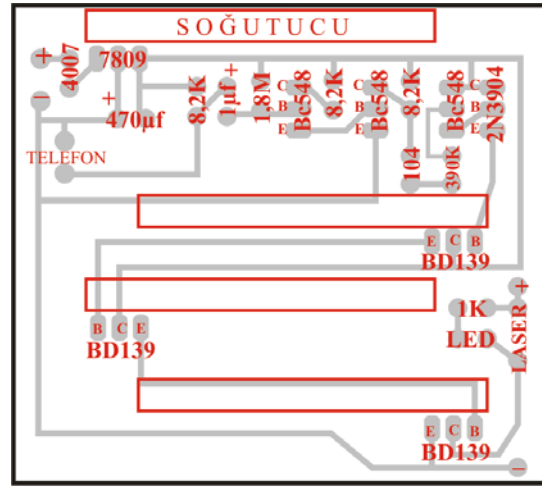 SOĞUTUCU
+
4007
7809
−
+
470µf
8,2K
1µf +
1,8M
C
B
E
Bc548
8,2K
C
B
E
Bc548
8,2K
C
B
E
Bc548
2N3904
TELEFON
104
390K
E C B
BD139
B C E
BD139
1K
LED
LASER +
E C B
BD139
−